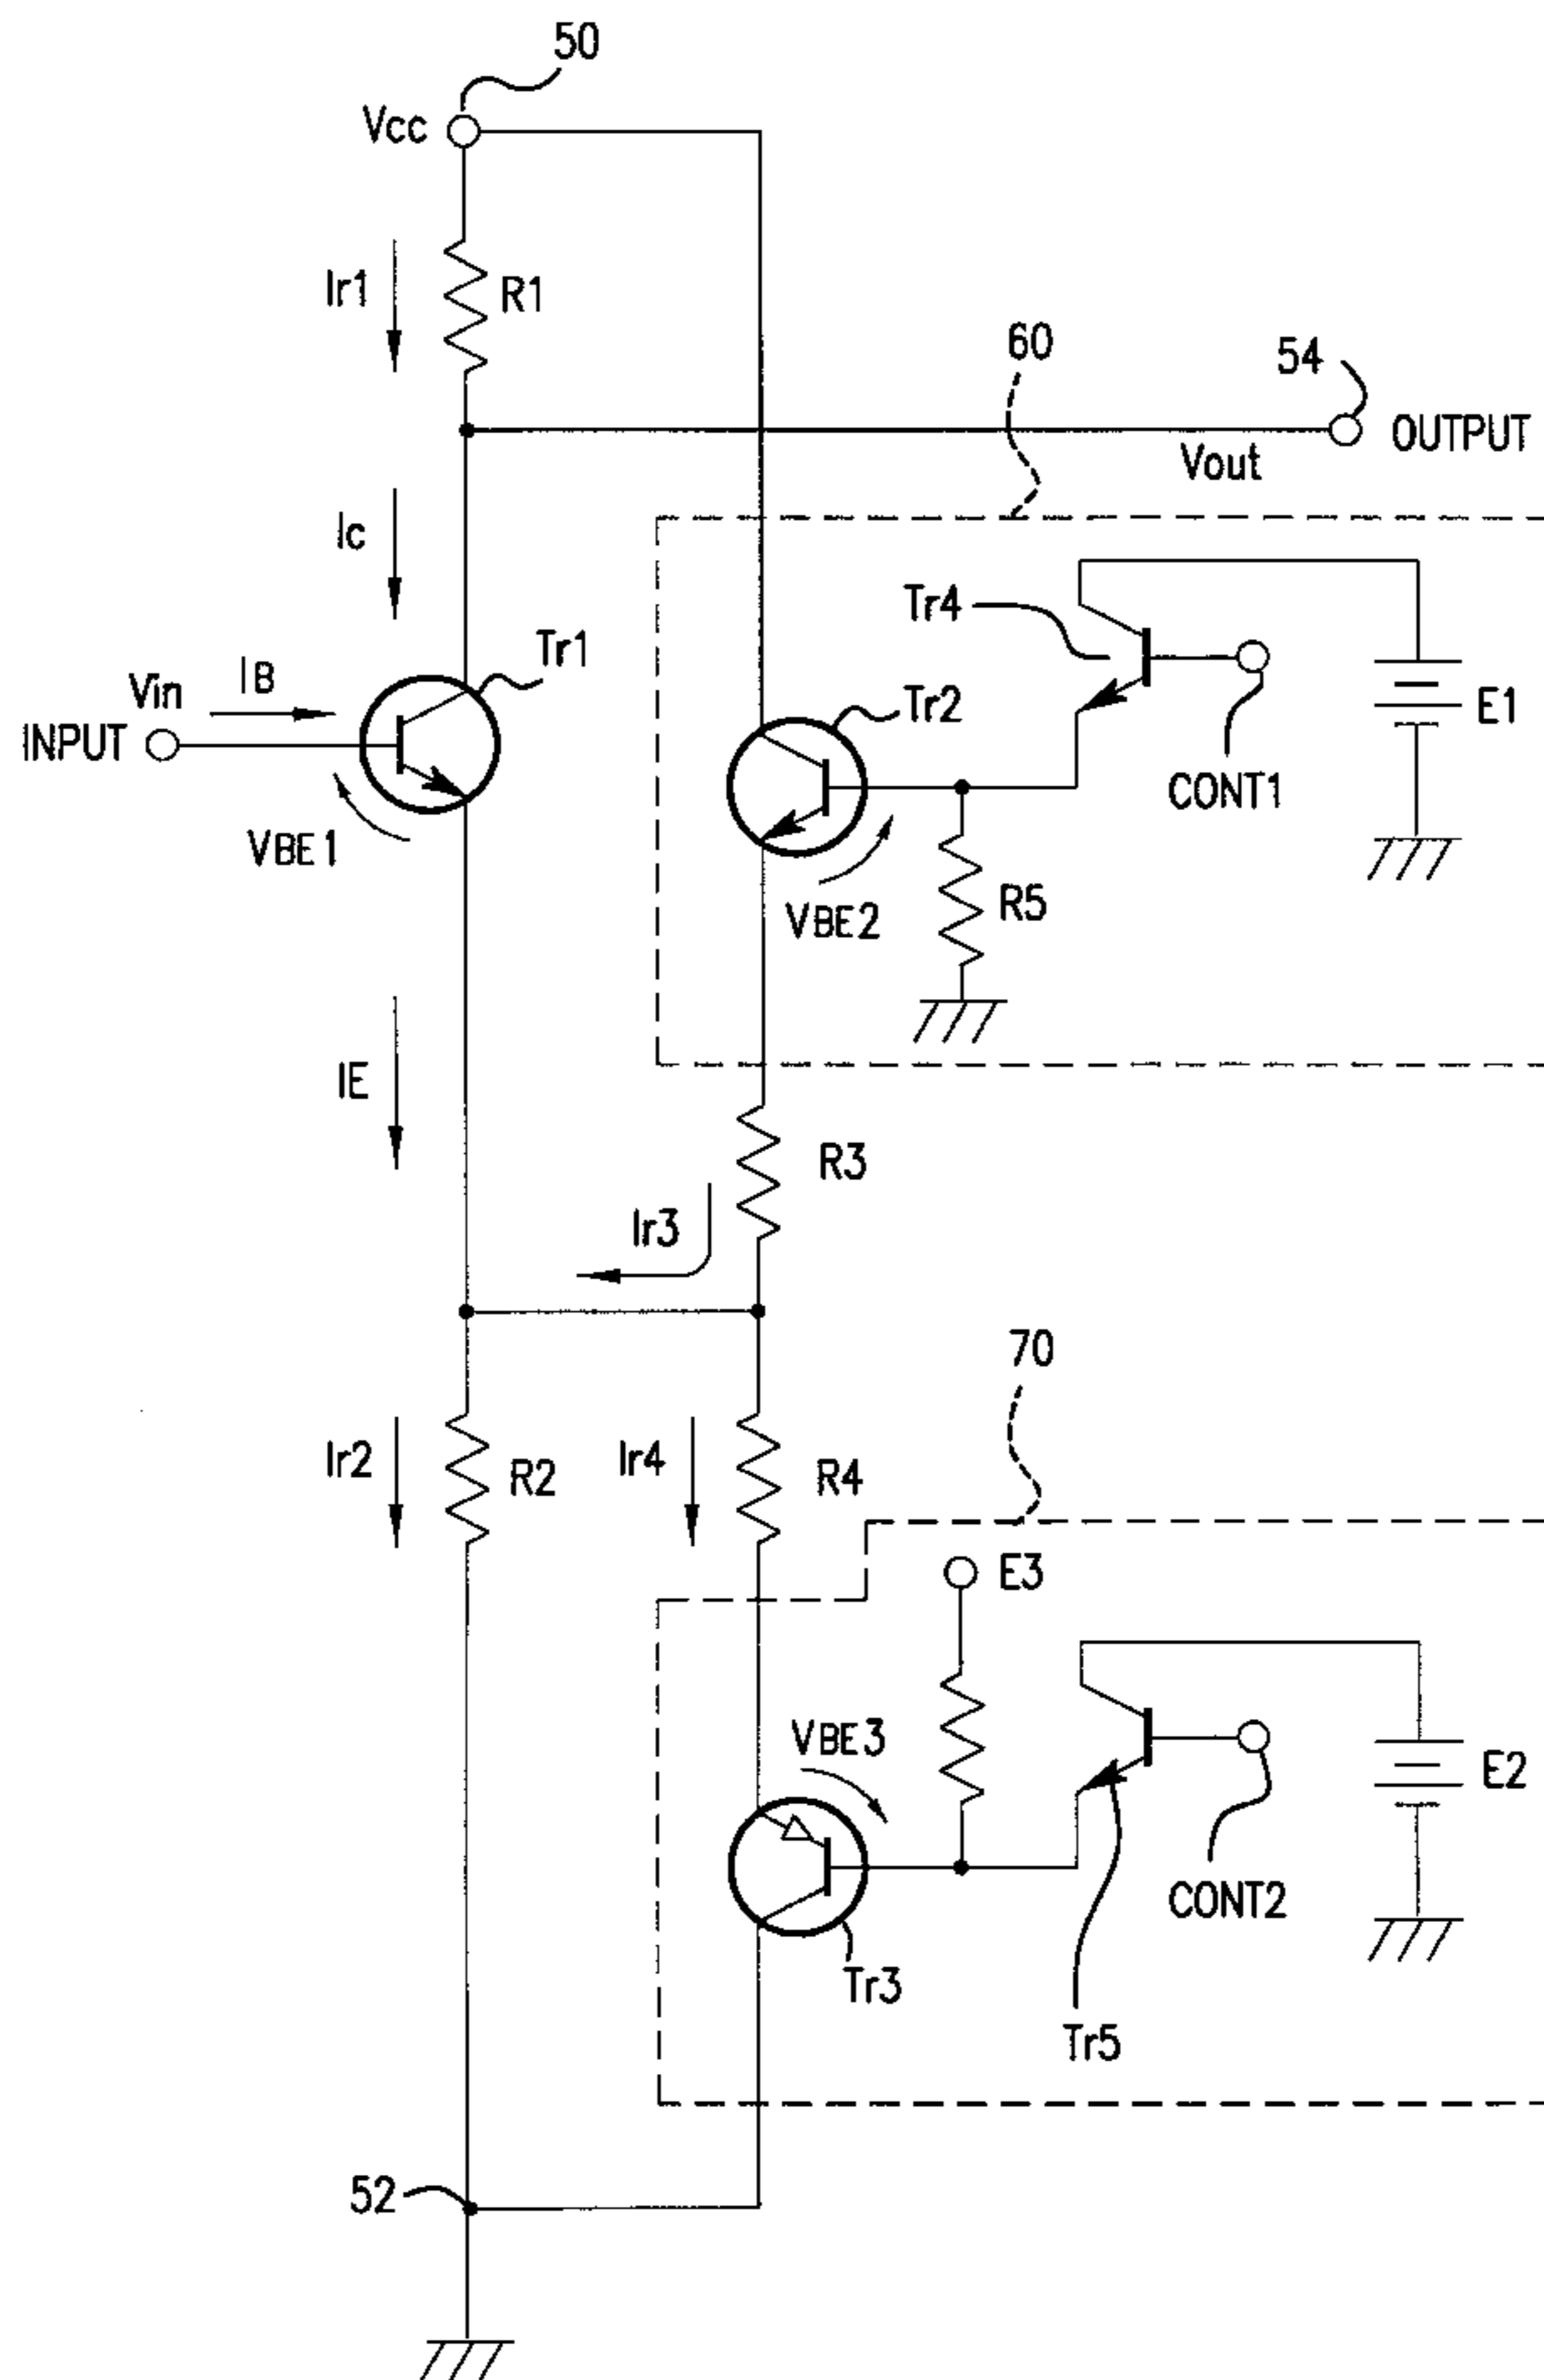 50
Vcc
Ir1
R1
60
54
OUTPUT
Vout
Ic
Tr4
Tr1
Vin
IB
Tr2
E1
INPUT
CONT1
VBE1
VBE2
R5
IE
R3
Ir3
70
Ir2
R2
Ir4
R4
E3
VBE3
E2
CONT2
Tr3
Tr5
52